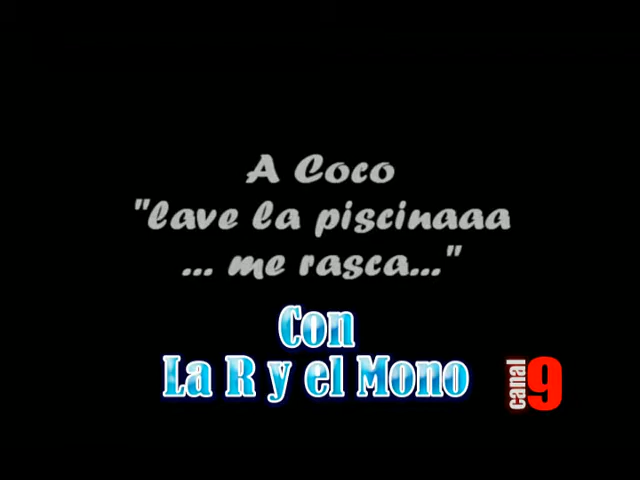 A Coco
"lave la piscinaaa
... me rasca..."
Con
La R y el Mono
canal 9